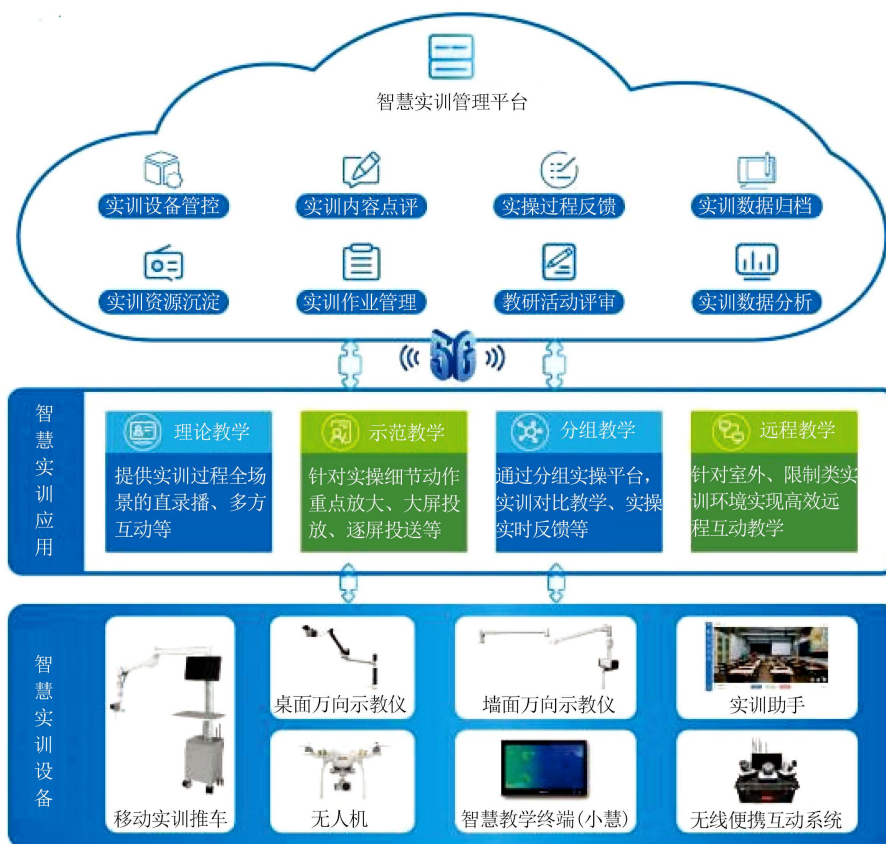 智慧实训管理平台
实训设备管控
实训内容点评
实操过程反馈
实训数据归档
实训资源沉淀
实训作业管理
教研活动评审
实训数据分析
5G
智慧实训应用
理论教学
提供实训过程全场
景的直录播、多方
互动等
示范教学
针对实操细节动作
重点放大、大屏投
放、逐屏投送等
分组教学
通过分组实操平台，
实训对比教学、实操
实时反馈等
远程教学
针对室外、限制类实
训环境实现高效远
程互动教学
智慧实训设备
移动实训推车
桌面万向示教仪
墙面万向示教仪
实训助手
无人机
智慧教学终端(小慧)
无线便携互动系统